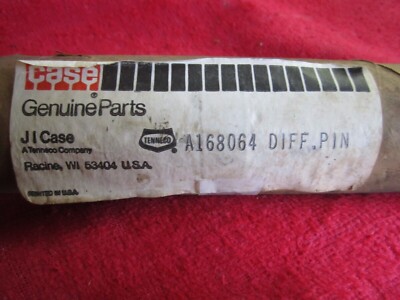 case
Genuine Parts
J I Case
A Tenneco Company
Racine, WI 53404 U.S.A.
TENNECO
A168064 DIFF.PIN
PRINTED IN U.S.A.